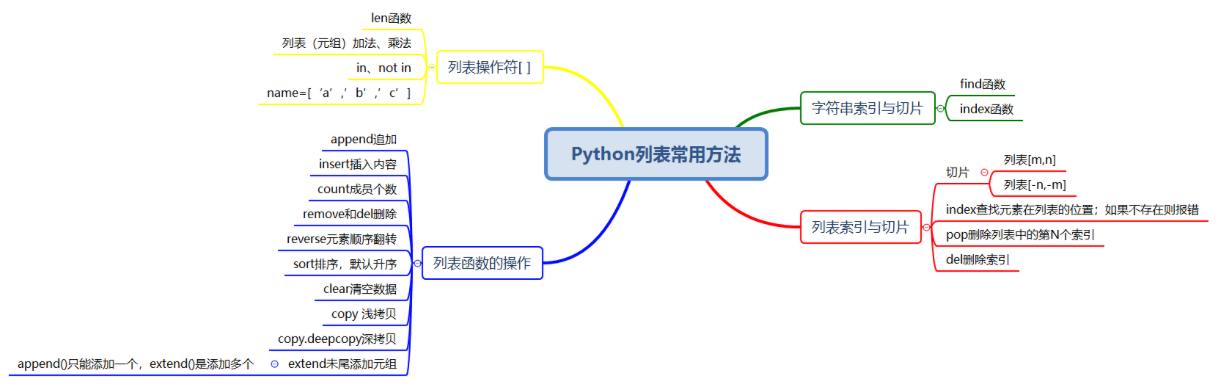 Python列表常用方法
列表操作符[ ]
len函数
列表（元组）加法、乘法
in、not in
name=[‘a’,’b’,’c’]
列表函数的操作
append追加
insert插入内容
count成员个数
remove和del删除
reverse元素顺序翻转
sort排序，默认升序
clear清空数据
copy 浅拷贝
copy.deepcopy深拷贝
extend末尾添加元组
append()只能添加一个，extend()是添加多个
字符串索引与切片
find函数
index函数
列表索引与切片
切片
列表[m,n]
列表[-n,-m]
index查找元素在列表的位置；如果不存在则报错
pop删除列表中的第N个索引
del删除索引